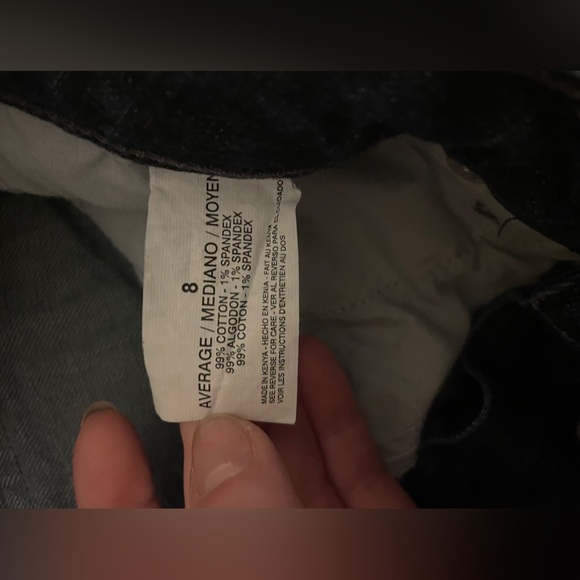 8
AVERAGE / MEDIANO / MOYEN
99% COTTON - 1% SPANDEX
99% ALGODON - 1% SPANDEX
99% COTON - 1% SPANDEX
MADE IN KENYA - HECHO EN KENIA - FAIT AU KENYA
SEE REVERSE FOR CARE - VER AL REVERSO PARA EL CUIDADO
VOIR LES INSTRUCTIONS D'ENTRETIEN AU DOS